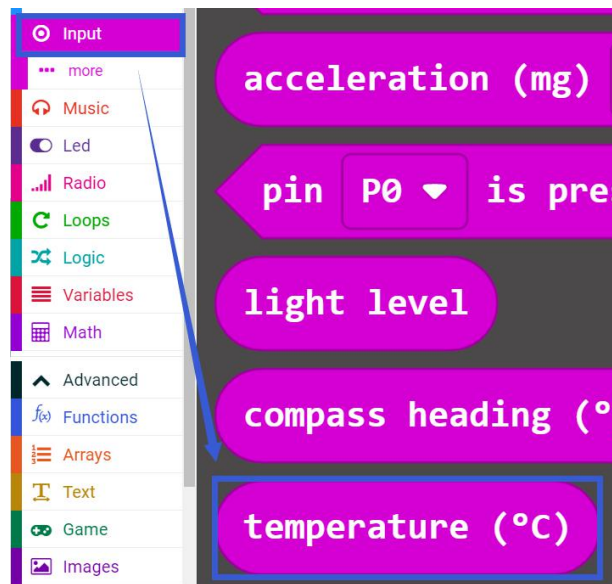 Input
more
Music
Led
Radio
Loops
Logic
Variables
Math
Advanced
f(x) Functions
Arrays
T Text
Game
Images
acceleration (mg)
pin P0 is pre
light level
compass heading (°
temperature (°C)